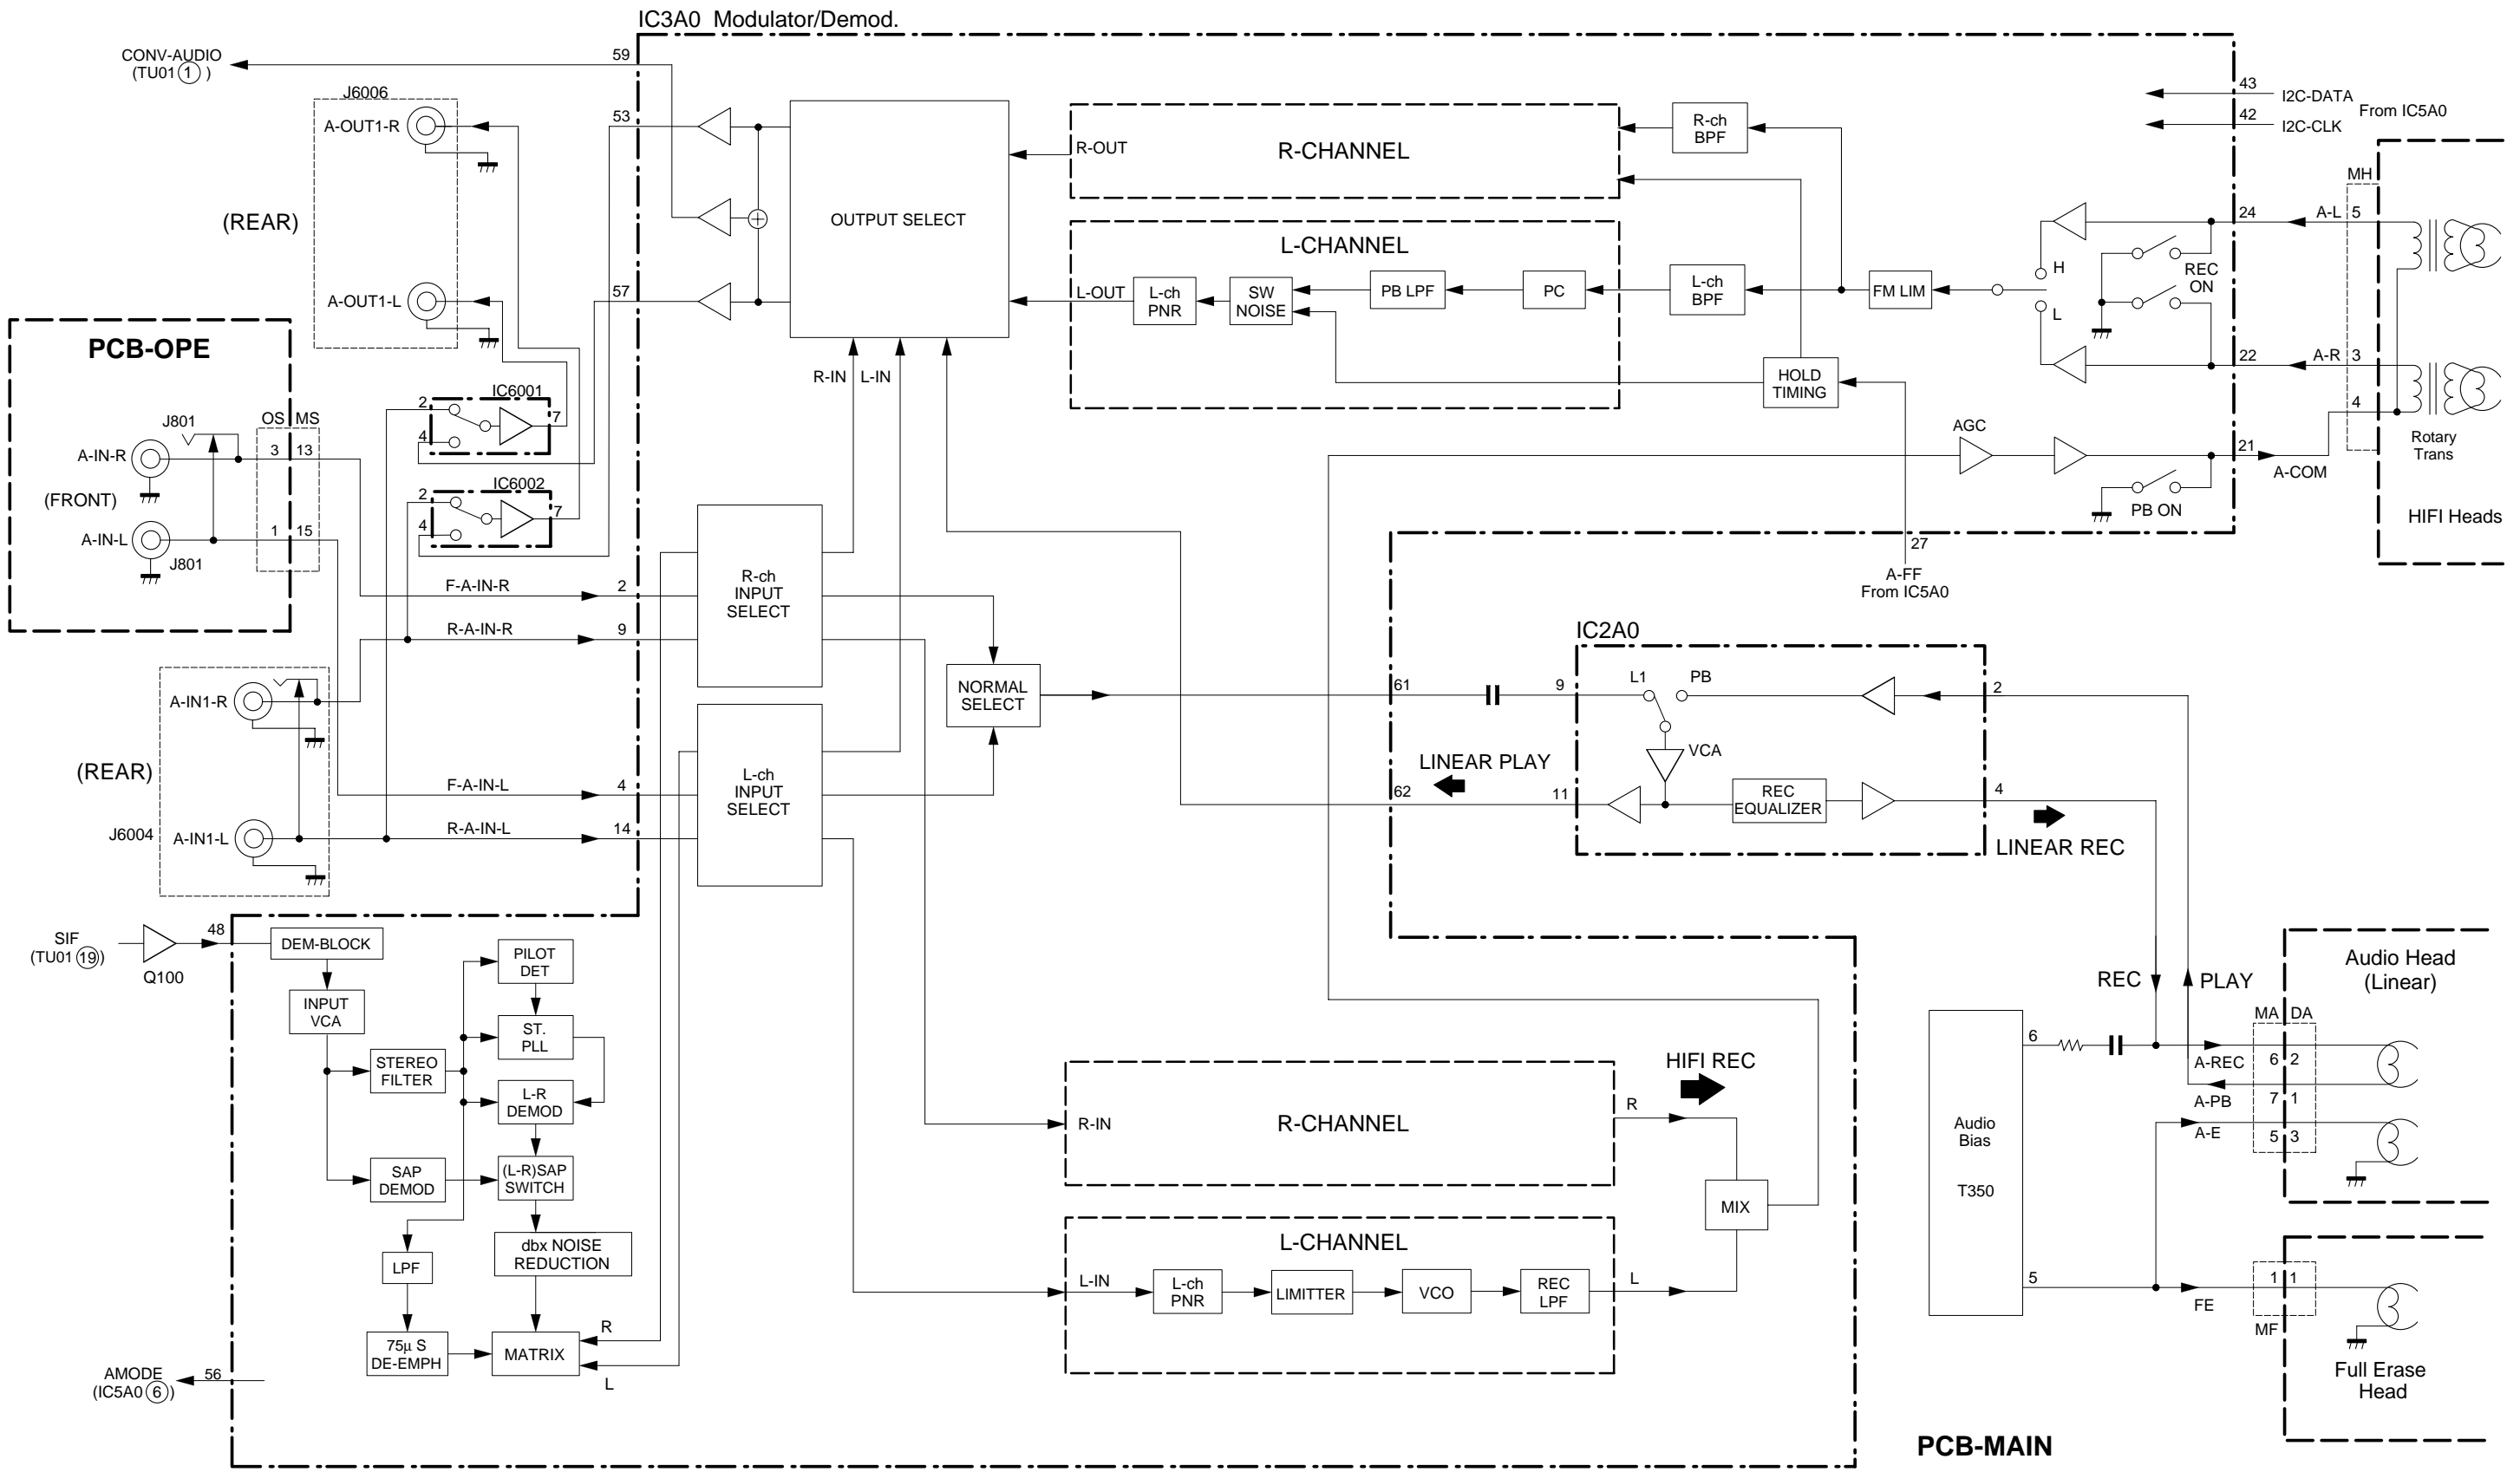 IC3A0 Modulator/Demod.
CONV-AUDIO
(TU01 1 )
59
J6006
A-OUT1-R
53
(REAR)
A-OUT1-L
57
OUTPUT SELECT
R-OUT
R-CHANNEL
R-ch
BPF
43
I2C-DATA
From IC5A0
42
I2C-CLK
MH
L-CHANNEL
24
A-L
5
H
REC
ON
L-OUT
L-ch
PNR
SW
NOISE
PB LPF
PC
L-ch
BPF
FM LIM
L
22
A-R
3
HOLD
TIMING
4
PCB-OPE
R-IN
L-IN
IC6001
2
7
4
J801
OS
MS
A-IN-R
3
13
(FRONT)
A-IN-L
1
15
J801
IC6002
2
7
4
AGC
21
A-COM
PB ON
Rotary
Trans
HIFI Heads
27
A-FF
From IC5A0
F-A-IN-R
2
R-A-IN-R
9
R-ch
INPUT
SELECT
A-IN1-R
(REAR)
NORMAL
SELECT
61
9
IC2A0
L1
PB
2
VCA
F-A-IN-L
4
L-ch
INPUT
SELECT
LINEAR PLAY
62
11
REC
EQUALIZER
4
J6004
A-IN1-L
R-A-IN-L
14
LINEAR REC
SIF
(TU01 19)
48
Q100
DEM-BLOCK
INPUT
VCA
PILOT
DET
ST.
PLL
STEREO
FILTER
L-R
DEMOD
SAP
DEMOD
(L-R)SAP
SWITCH
LPF
dbx NOISE
REDUCTION
75μ S
DE-EMPH
MATRIX
R
L
AMODE
(IC5A0 6)
56
R-IN
R-CHANNEL
HIFI REC
R
MIX
L-CHANNEL
L-IN
L-ch
PNR
LIMITTER
VCO
REC
LPF
L
REC
PLAY
Audio Head
(Linear)
MA
DA
6
A-REC
6
2
A-PB
7
1
A-E
5
3
Audio
Bias
T350
5
FE
1
1
MF
Full Erase
Head
PCB-MAIN